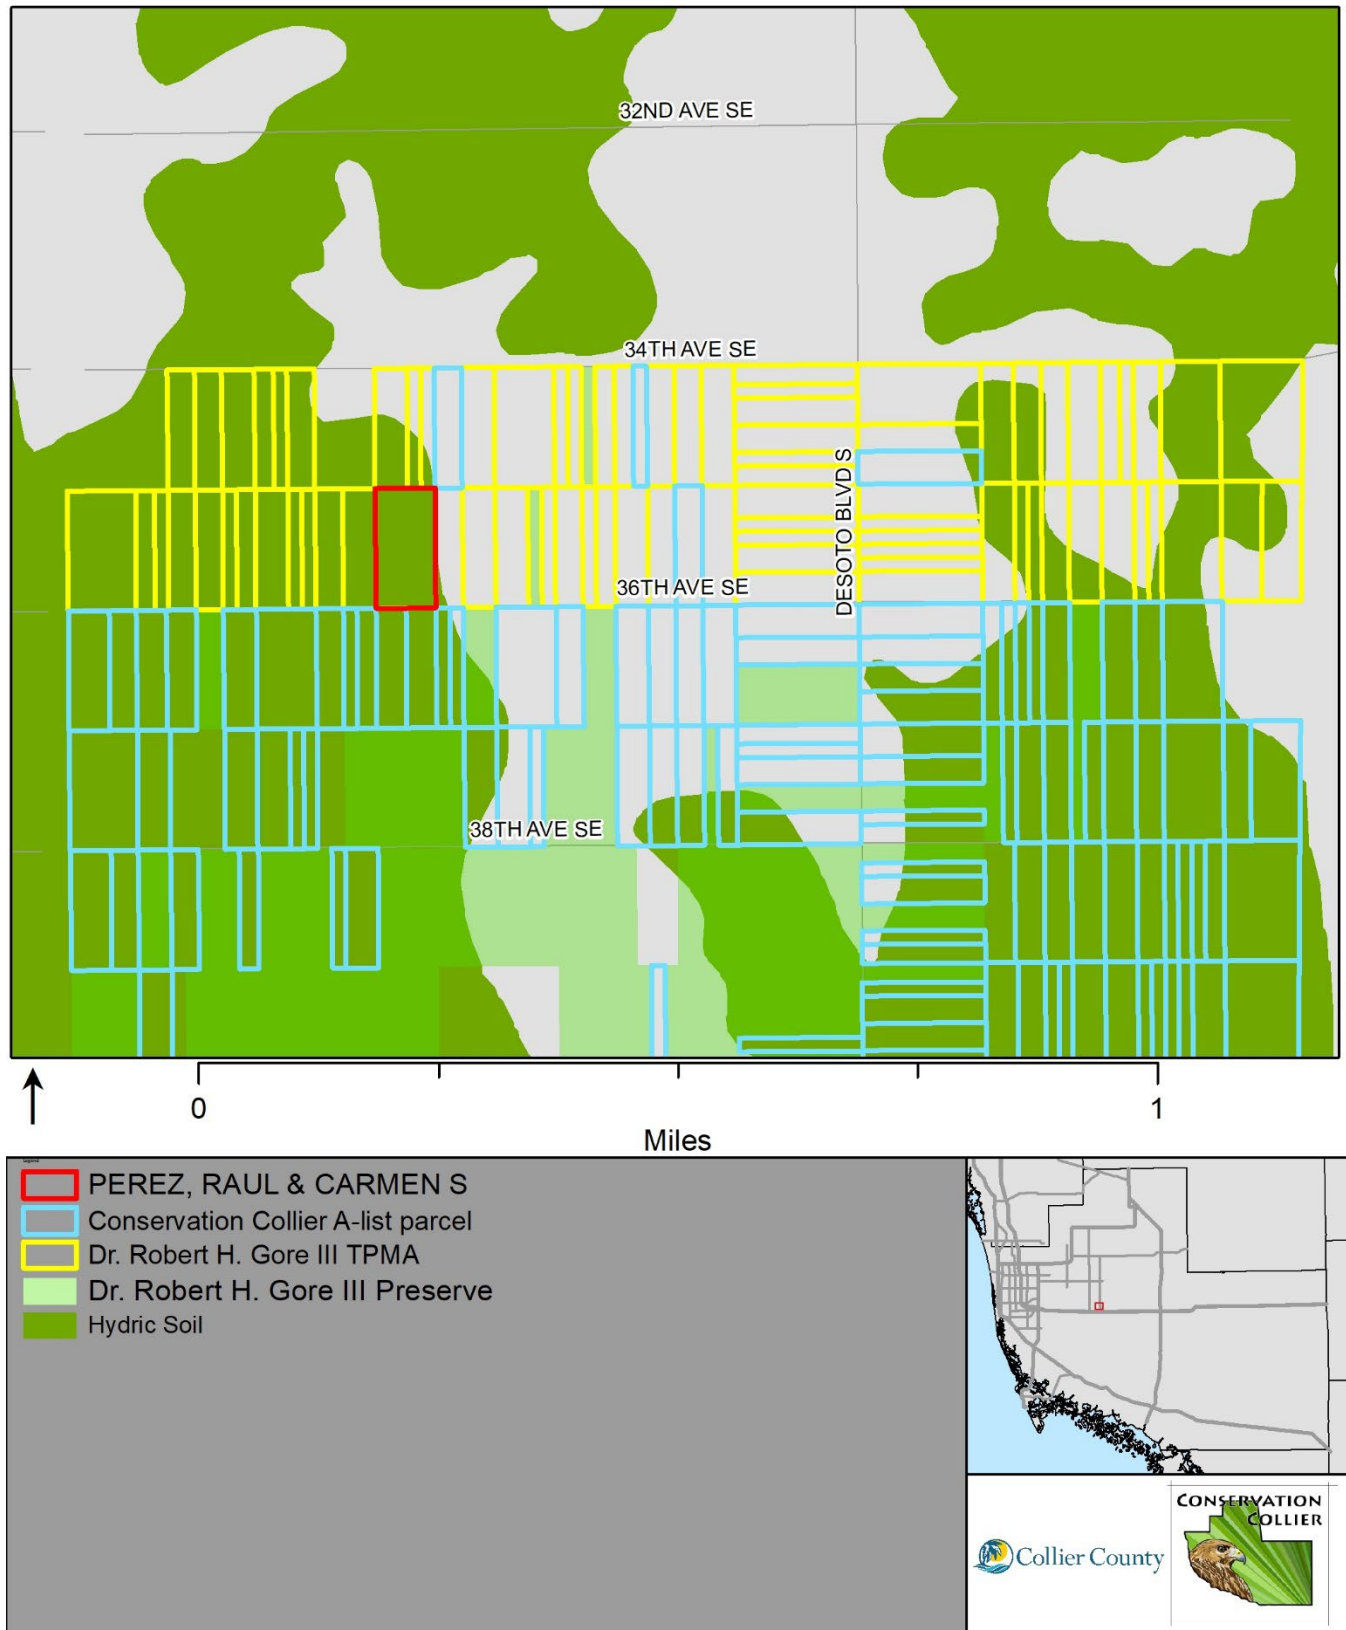 32ND AVE SE
34TH AVE SE
DESOTO BLVD S
36TH AVE SE
38TH AVE SE
0
1
Miles
Legend
PEREZ, RAUL & CARMEN S
Conservation Collier A-list parcel
Dr. Robert H. Gore III TPMA
Dr. Robert H. Gore III Preserve
Hydric Soil
Collier County
CONSERVATION
COLLIER